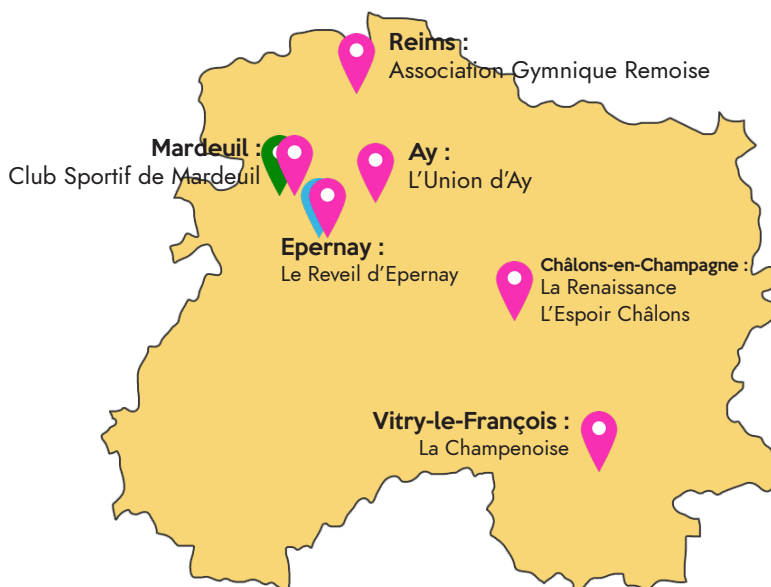 Reims :
Association Gymnique Remoise
Mardeuil :
Club Sportif de Mardeuil
Ay :
L'Union d'Ay
Epernay :
Le Reveil d'Epernay
Châlons-en-Champagne :
La Renaissance
L'Espoir Châlons
Vitry-le-François :
La Champenoise